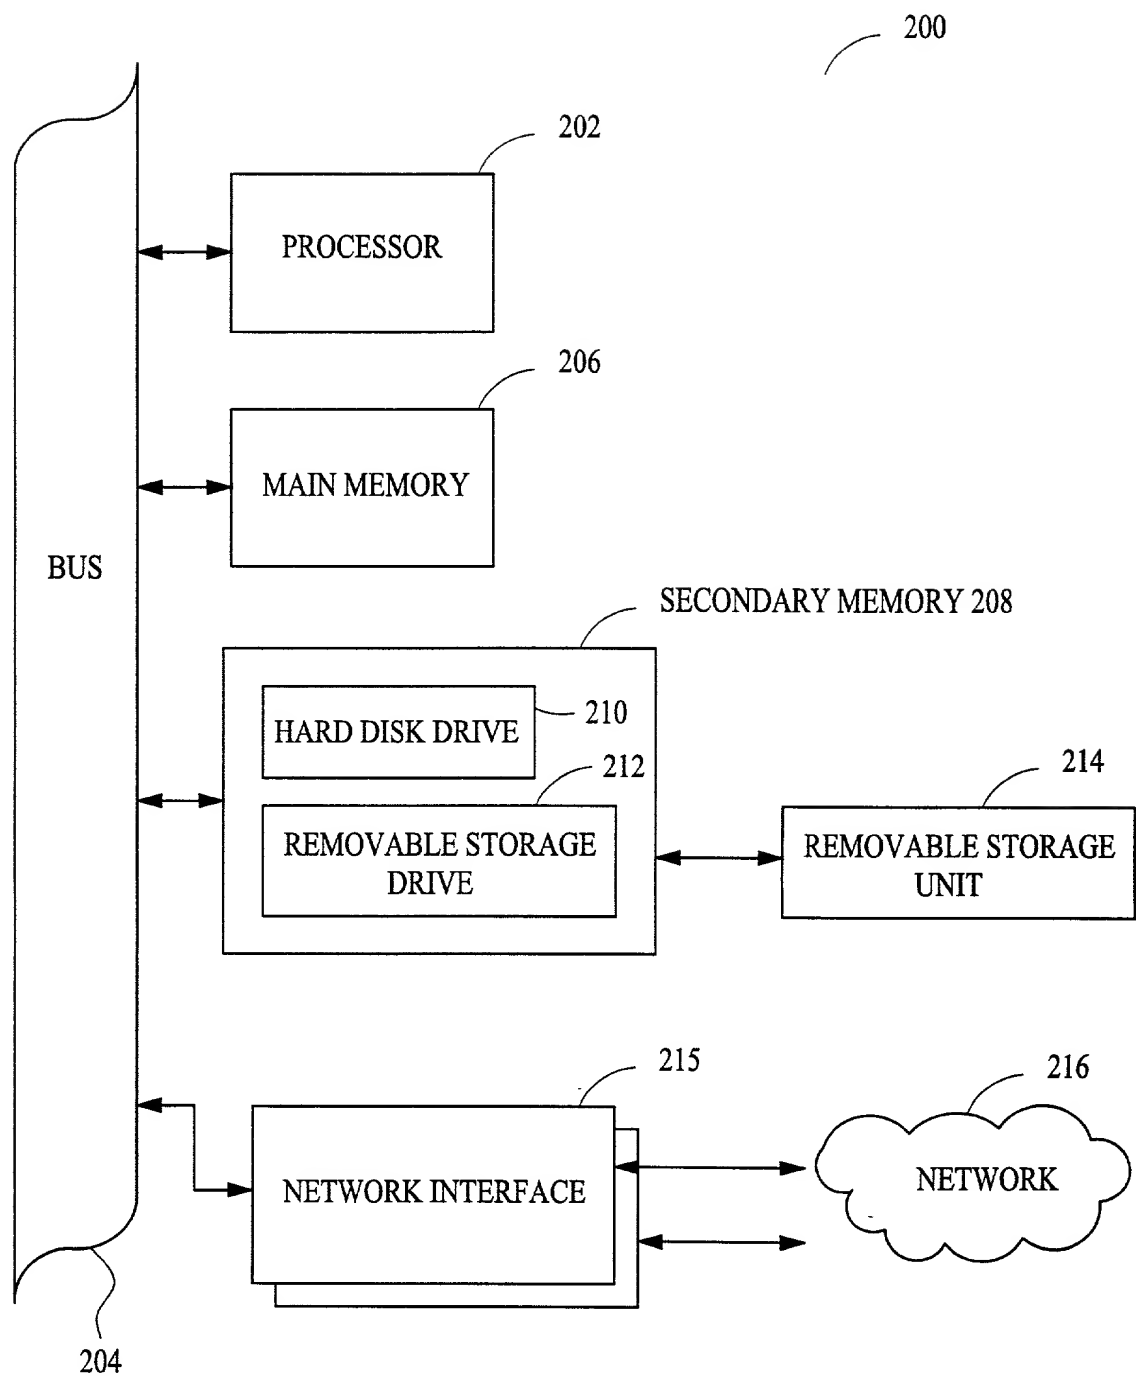 200
202
PROCESSOR
206
MAIN MEMORY
BUS
SECONDARY MEMORY 208
210
HARD DISK DRIVE
212
REMOVABLE STORAGE
DRIVE
214
REMOVABLE STORAGE
UNIT
215
NETWORK INTERFACE
216
NETWORK
204